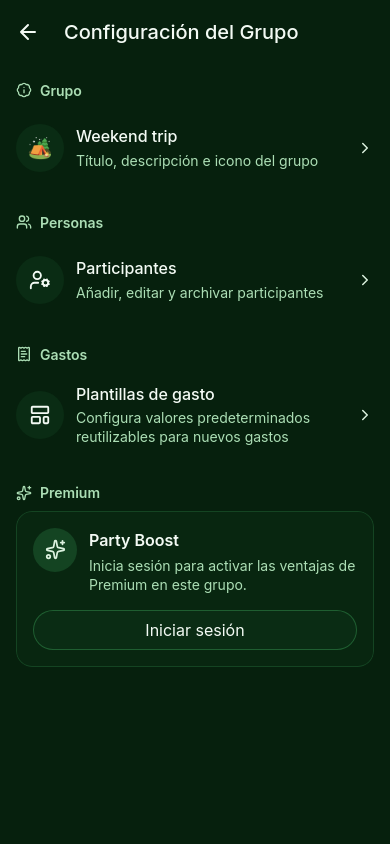 Configuración del Grupo
Grupo
Weekend trip
Título, descripción e icono del grupo
Personas
Participantes
Añadir, editar y archivar participantes
Gastos
Plantillas de gasto
Configura valores predeterminados
reutilizables para nuevos gastos
Premium
Party Boost
Inicia sesión para activar las ventajas de
Premium en este grupo.
Iniciar sesión